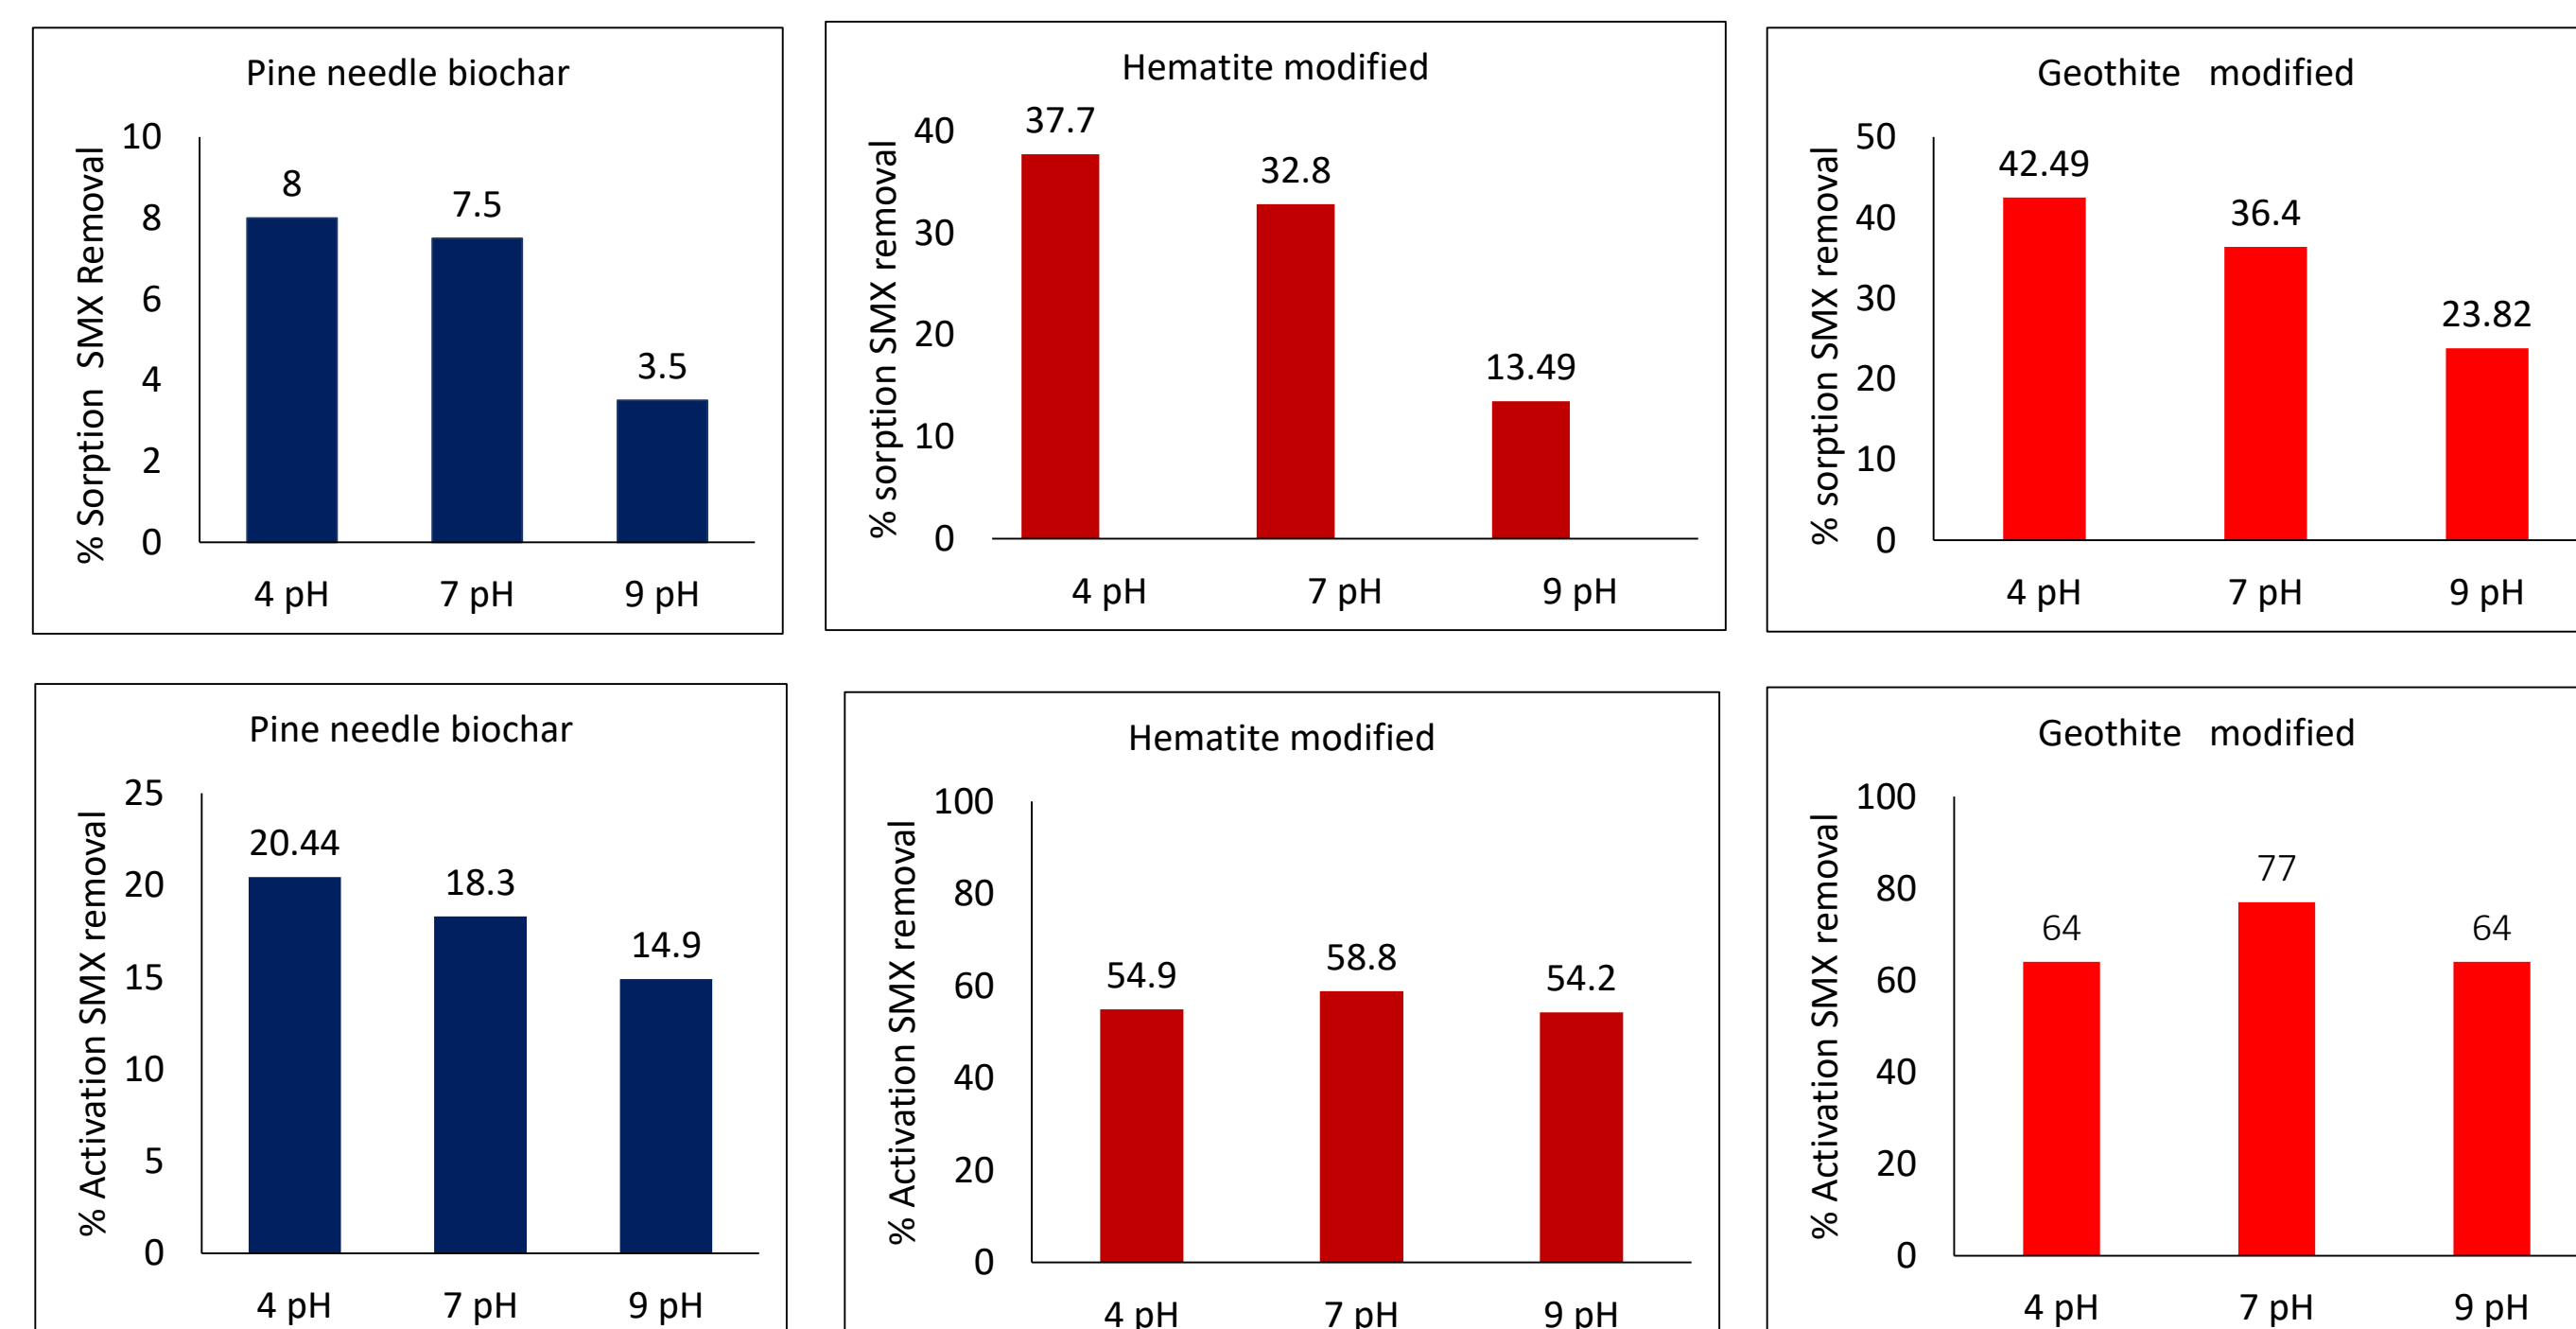 Pine needle biochar
% Sorption  SMX Removal
10
8
6
4
2
0
8
7.5
3.5
4 pH
7 pH
9 pH
Hematite modified
% sorption SMX removal
40
30
20
10
0
37.7
32.8
13.49
4 pH
7 pH
9 pH
Geothite   modified
% sorption SMX removal
50
40
30
20
10
0
42.49
36.4
23.82
4 pH
7 pH
9 pH
Pine needle biochar
% Activation SMX removal
25
20
15
10
5
0
20.44
18.3
14.9
4 pH
7 pH
9 pH
Hematite modified
% Activation SMX removal
100
80
60
40
20
0
54.9
58.8
54.2
4 pH
7 pH
9 pH
Geothite   modified
% Activation SMX removal
100
80
60
40
20
0
64
77
64
4 pH
7 pH
9 pH